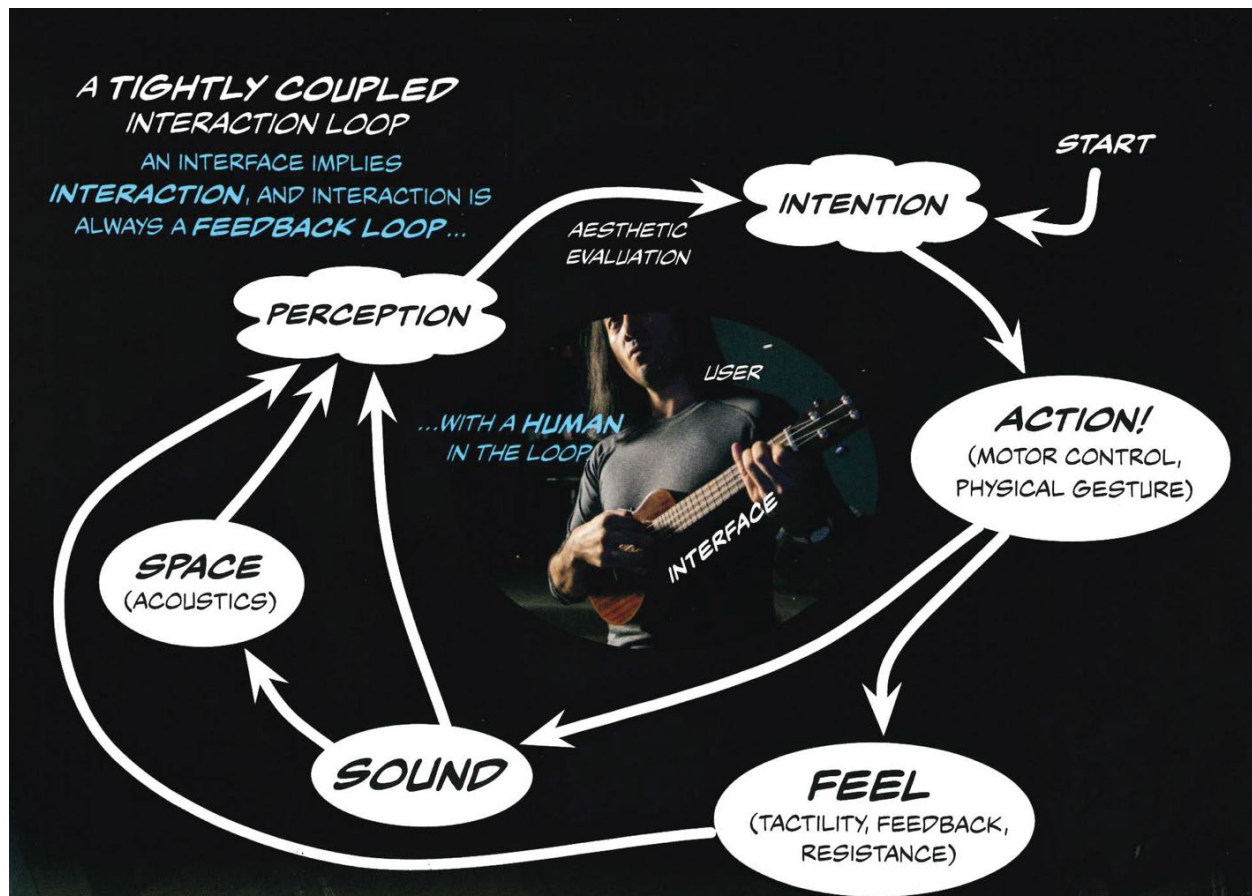 A TIGHTLY COUPLED
INTERACTION LOOP
AN INTERFACE IMPLIES
INTERACTION, AND INTERACTION IS
ALWAYS A FEEDBACK LOOP...
START
INTENTION
AESTHETIC
EVALUATION
PERCEPTION
USER
...WITH A HUMAN
IN THE LOOP
INTERFACE
ACTION!
(MOTOR CONTROL,
PHYSICAL GESTURE)
SPACE
(ACOUSTICS)
SOUND
FEEL
(TACTILITY, FEEDBACK,
RESISTANCE)